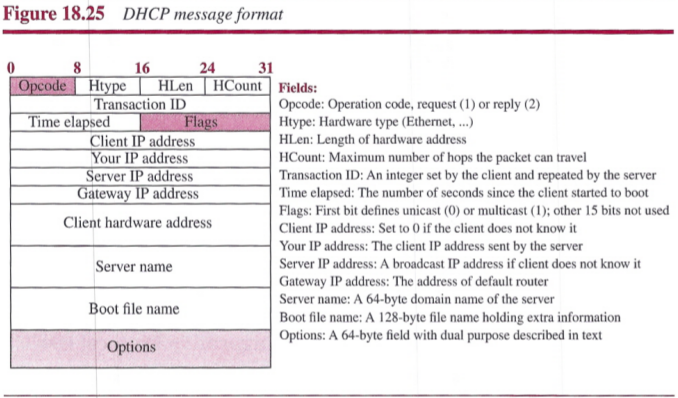 Figure 18.25 DHCP message format
0 8 16 24 31
Opcode Htype HLen HCount
Transaction ID
Time elapsed Flags
Client IP address
Your IP address
Server IP address
Gateway IP address
Client hardware address
Server name
Boot file name
Options
Fields:
Opcode: Operation code, request (1) or reply (2)
Htype: Hardware type (Ethernet, ...)
HLen: Length of hardware address
HCount: Maximum number of hops the packet can travel
Transaction ID: An integer set by the client and repeated by the server
Time elapsed: The number of seconds since the client started to boot
Flags: First bit defines unicast (0) or multicast (1); other 15 bits not used
Client IP address: Set to 0 if the client does not know it
Your IP address: The client IP address sent by the server
Server IP address: A broadcast IP address if client does not know it
Gateway IP address: The address of default router
Server name: A 64-byte domain name of the server
Boot file name: A 128-byte file name holding extra information
Options: A 64-byte field with dual purpose described in text